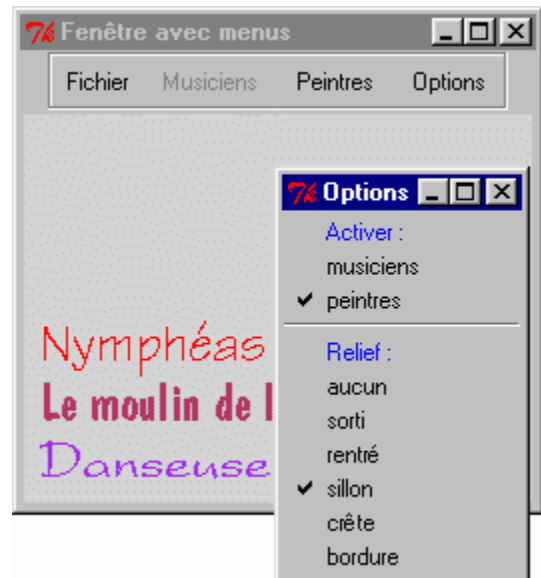 Fenêtre avec menus
Fichier Musiciens Peintres Options
Options
Activer :
musiciens
peintres
Relief :
aucun
sorti
rentré
sillon
crête
bordure
Nymphéas
Le moulin de l
Danseuse